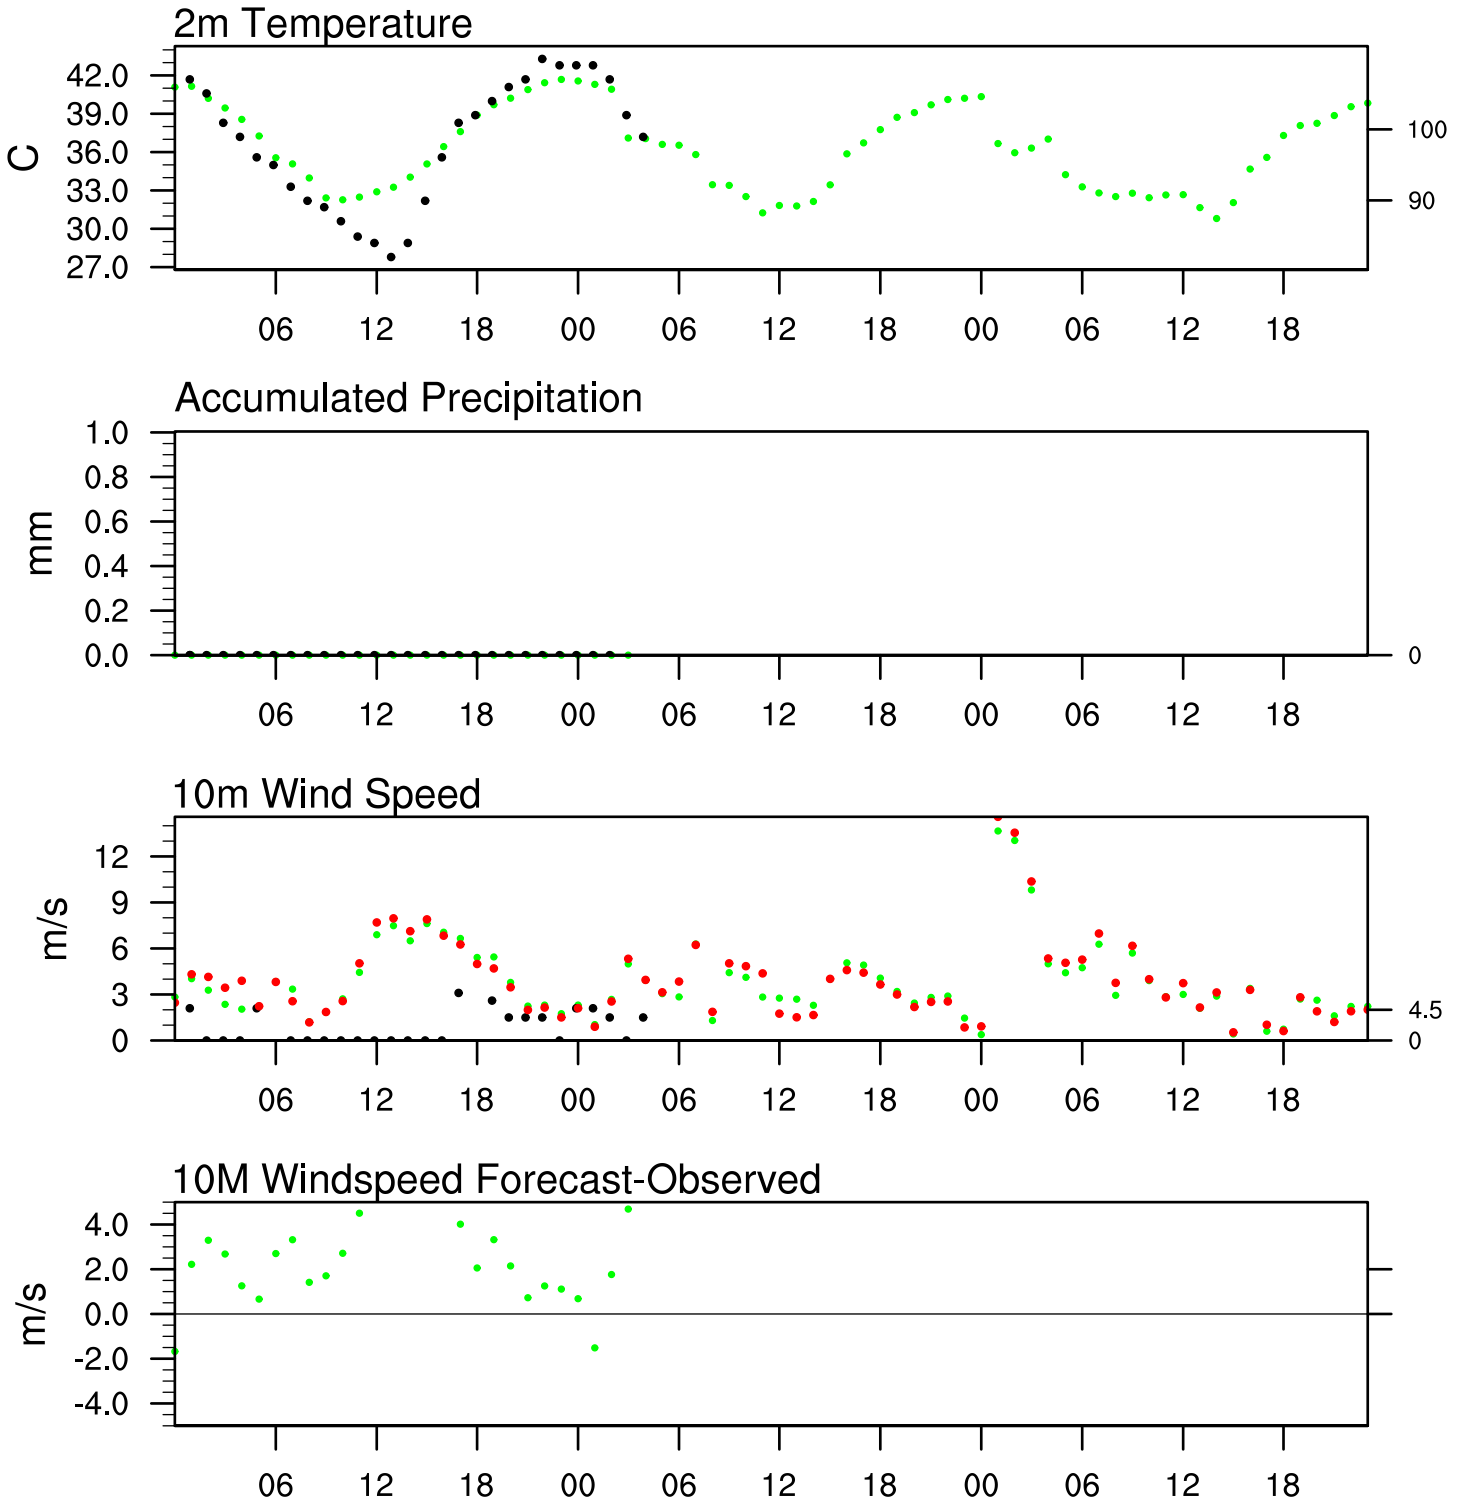 2m Temperature
42.0
39.0
36.0
33.0
30.0
27.0
C
100
90
06 12 18 00 06 12 18 00 06 12 18
Accumulated Precipitation
1.0
0.8
0.6
0.4
0.2
0.0
mm
0
06 12 18 00 06 12 18 00 06 12 18
10m Wind Speed
12
9
6
3
0
m/s
4.5
0
06 12 18 00 06 12 18 00 06 12 18
10M Windspeed Forecast-Observed
4.0
2.0
0.0
-2.0
-4.0
m/s
06 12 18 00 06 12 18 00 06 12 18